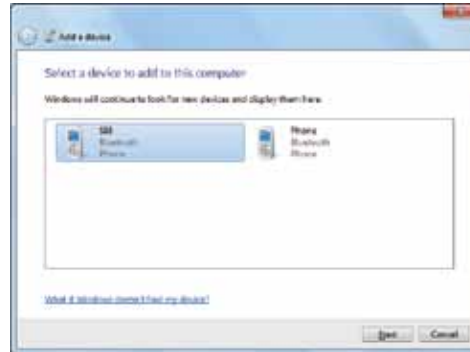 Add a device
Select a device to add to this computer
Windows will continue to look for new devices and display them here.
Bluetooth
Phone
Phone
Bluetooth
Phone
What if Windows doesn't find my device?
Next
Cancel